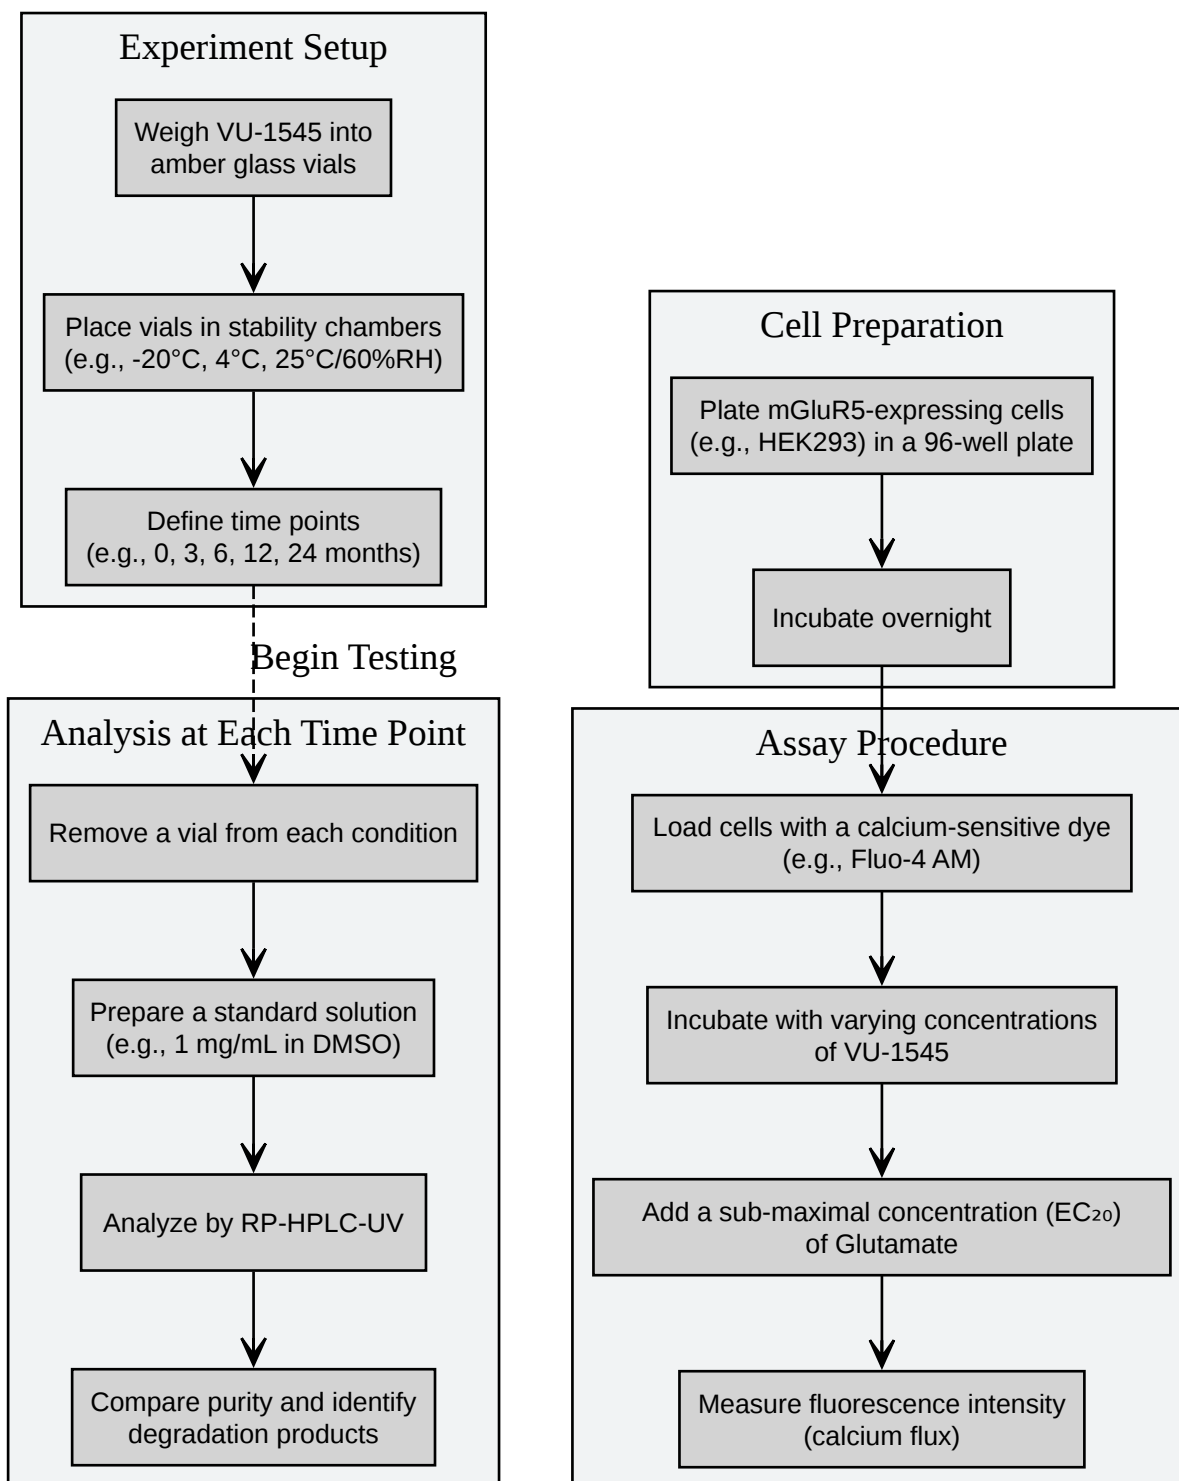 Experiment Setup
Weigh VU-1545 into
amber glass vials
Place vials in stability chambers
(e.g., -20°C, 4°C, 25°C/60%RH)
Define time points
(e.g., 0, 3, 6, 12, 24 months)
Begin Testing
Analysis at Each Time Point
Remove a vial from each condition
Prepare a standard solution
(e.g., 1 mg/mL in DMSO)
Analyze by RP-HPLC-UV
Compare purity and identify
degradation products
Cell Preparation
Plate mGluR5-expressing cells
(e.g., HEK293) in a 96-well plate
Incubate overnight
Assay Procedure
Load cells with a calcium-sensitive dye
(e.g., Fluo-4 AM)
Incubate with varying concentrations
of VU-1545
Add a sub-maximal concentration (EC₂₀)
of Glutamate
Measure fluorescence intensity
(calcium flux)